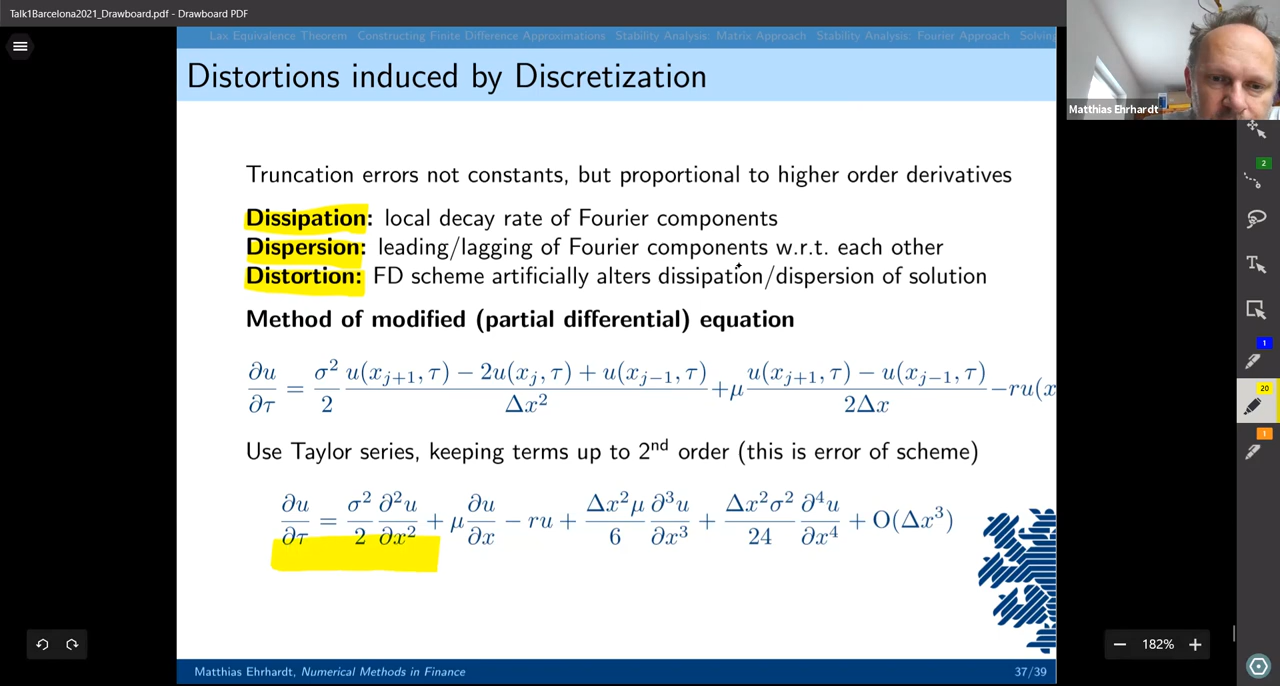 Talk1Barcelona2021_Drawboard.pdf - Drawboard PDF
Lax Equivalence Theorem Constructing Finite Difference Approximations Stability Analysis: Matrix Approach Stability Analysis: Fourier Approach Solving
Distortions induced by Discretization
Matthias Ehrhardt
Truncation errors not constants, but proportional to higher order derivatives
Dissipation: local decay rate of Fourier components
Dispersion: leading/lagging of Fourier components w.r.t. each other
Distortion: FD scheme artificially alters dissipation/dispersion of solution
Method of modified (partial differential) equation
∂u/∂τ = σ²/2 (u(x_{j+1}, τ) − 2u(x_j, τ) + u(x_{j−1}, τ))/Δx² + μ (u(x_{j+1}, τ) − u(x_{j−1}, τ))/2Δx − ru(x
Use Taylor series, keeping terms up to 2nd order (this is error of scheme)
∂u/∂τ = σ²/2 ∂²u/∂x² + μ ∂u/∂x − ru + Δx²μ/6 ∂³u/∂x³ + Δx²σ²/24 ∂⁴u/∂x⁴ + O(Δx³)
2
1
20
1
182%
Matthias Ehrhardt, Numerical Methods in Finance 37/39